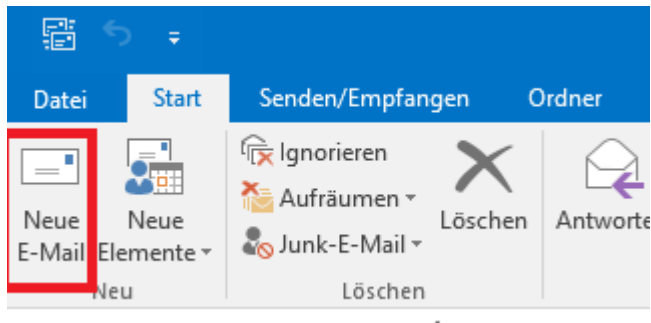 Datei Start Senden/Empfangen Ordner
Neue
E-Mail
Neue
Elemente
Ignorieren
Aufräumen
Junk-E-Mail
Löschen
Antworte
Neu
Löschen